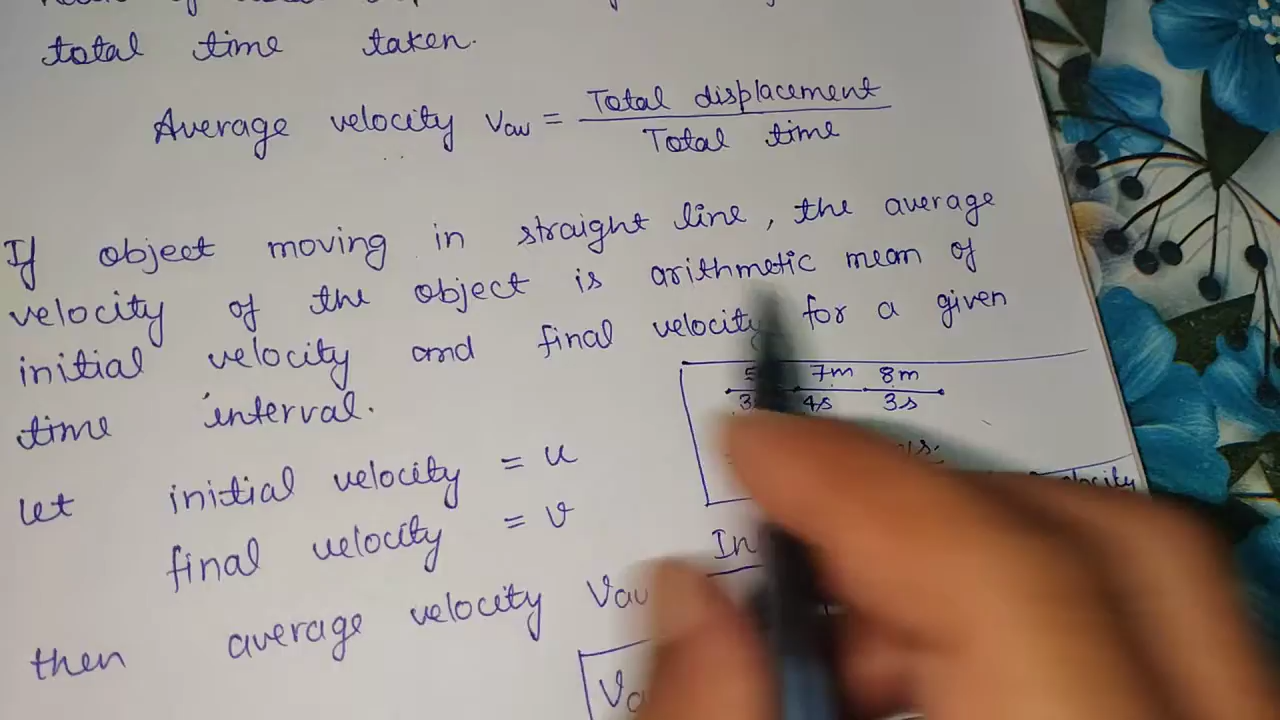 total time taken.
Average velocity Vav = Total displacement / Total time
If object moving in straight line, the average
velocity of the object is arithmetic mean of
initial velocity and final velocity for a given
time interval.
7m 8m
4s 3s
let initial velocity = u
final velocity = v
then average velocity Vav
In